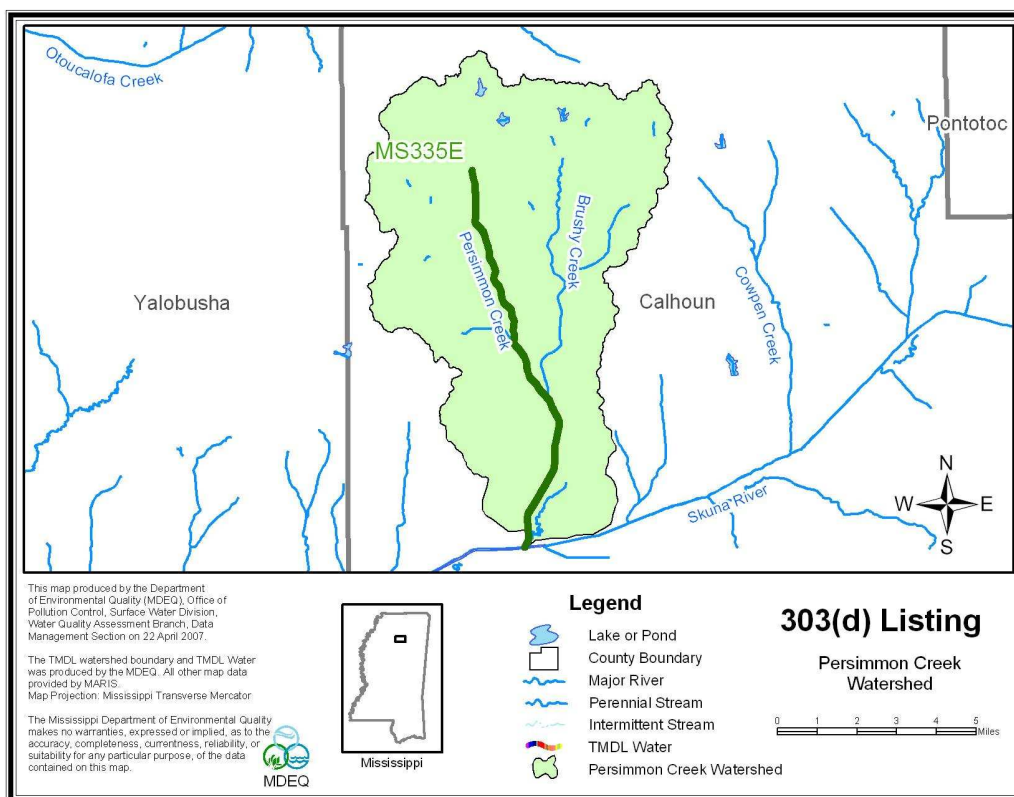 Otoucalofa Creek
Pontotoc
MS335E
Brushy Creek
Persimmon Creek
Yalobusha
Calhoun
Cowpen Creek
Skuna River
N
W
E
S
This map produced by the Department
of Environmental Quality (MDEQ), Office of
Pollution Control, Surface Water Division,
Water Quality Assessment Branch, Data
Management Section on 22 April 2007.
The TMDL watershed boundary and TMDL Water
was produced by the MDEQ. All other map data
provided by MARIS.
Map Projection: Mississippi Transverse Mercator
The Mississippi Department of Environmental Quality
makes no warranties, expressed or implied, as to the
accuracy, completeness, currentness, reliability, or
suitability for any particular purpose, of the data
contained on this map.
MDEQ
Mississippi
Legend
Lake or Pond
County Boundary
Major River
Perennial Stream
Intermittent Stream
TMDL Water
Persimmon Creek Watershed
303(d) Listing
Persimmon Creek
Watershed
0 1 2 3 4 5
Miles